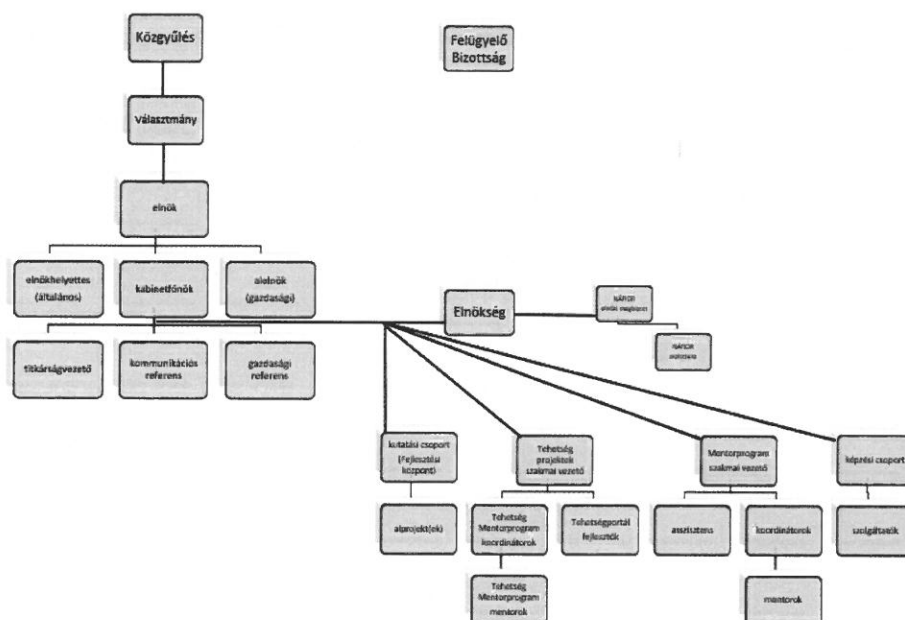 Közgyűlés
Felügyelő
Bizottság
Választmány
elnök
elnökhelyettes
(általános)
kabinetfőnök
alelnök
(gazdasági)
Elnökség
titkárságvezető
kommunikációs
referens
gazdasági
referens
kutatási csoport
(Fejlesztési
központ)
Tehetség
projektek
szakmai vezető
Mentorprogram
szakmai vezető
képzési csoport
alprojekt(ek)
Tehetség
Mentorprogram
koordinátorok
Tehetségportál
fejlesztők
asszisztens
koordinátorok
szolgáltatók
Tehetség
Mentorprogram
mentorok
mentorok